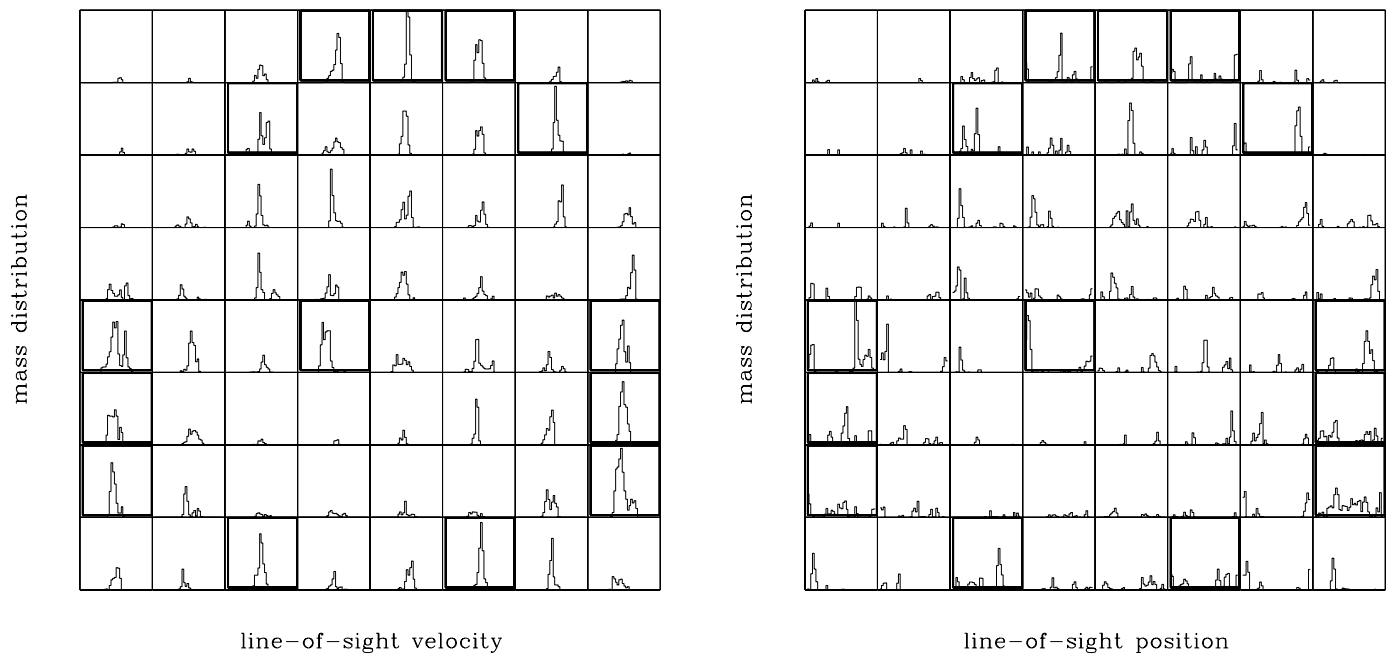 mass distribution
line-of-sight velocity
mass distribution
line-of-sight position